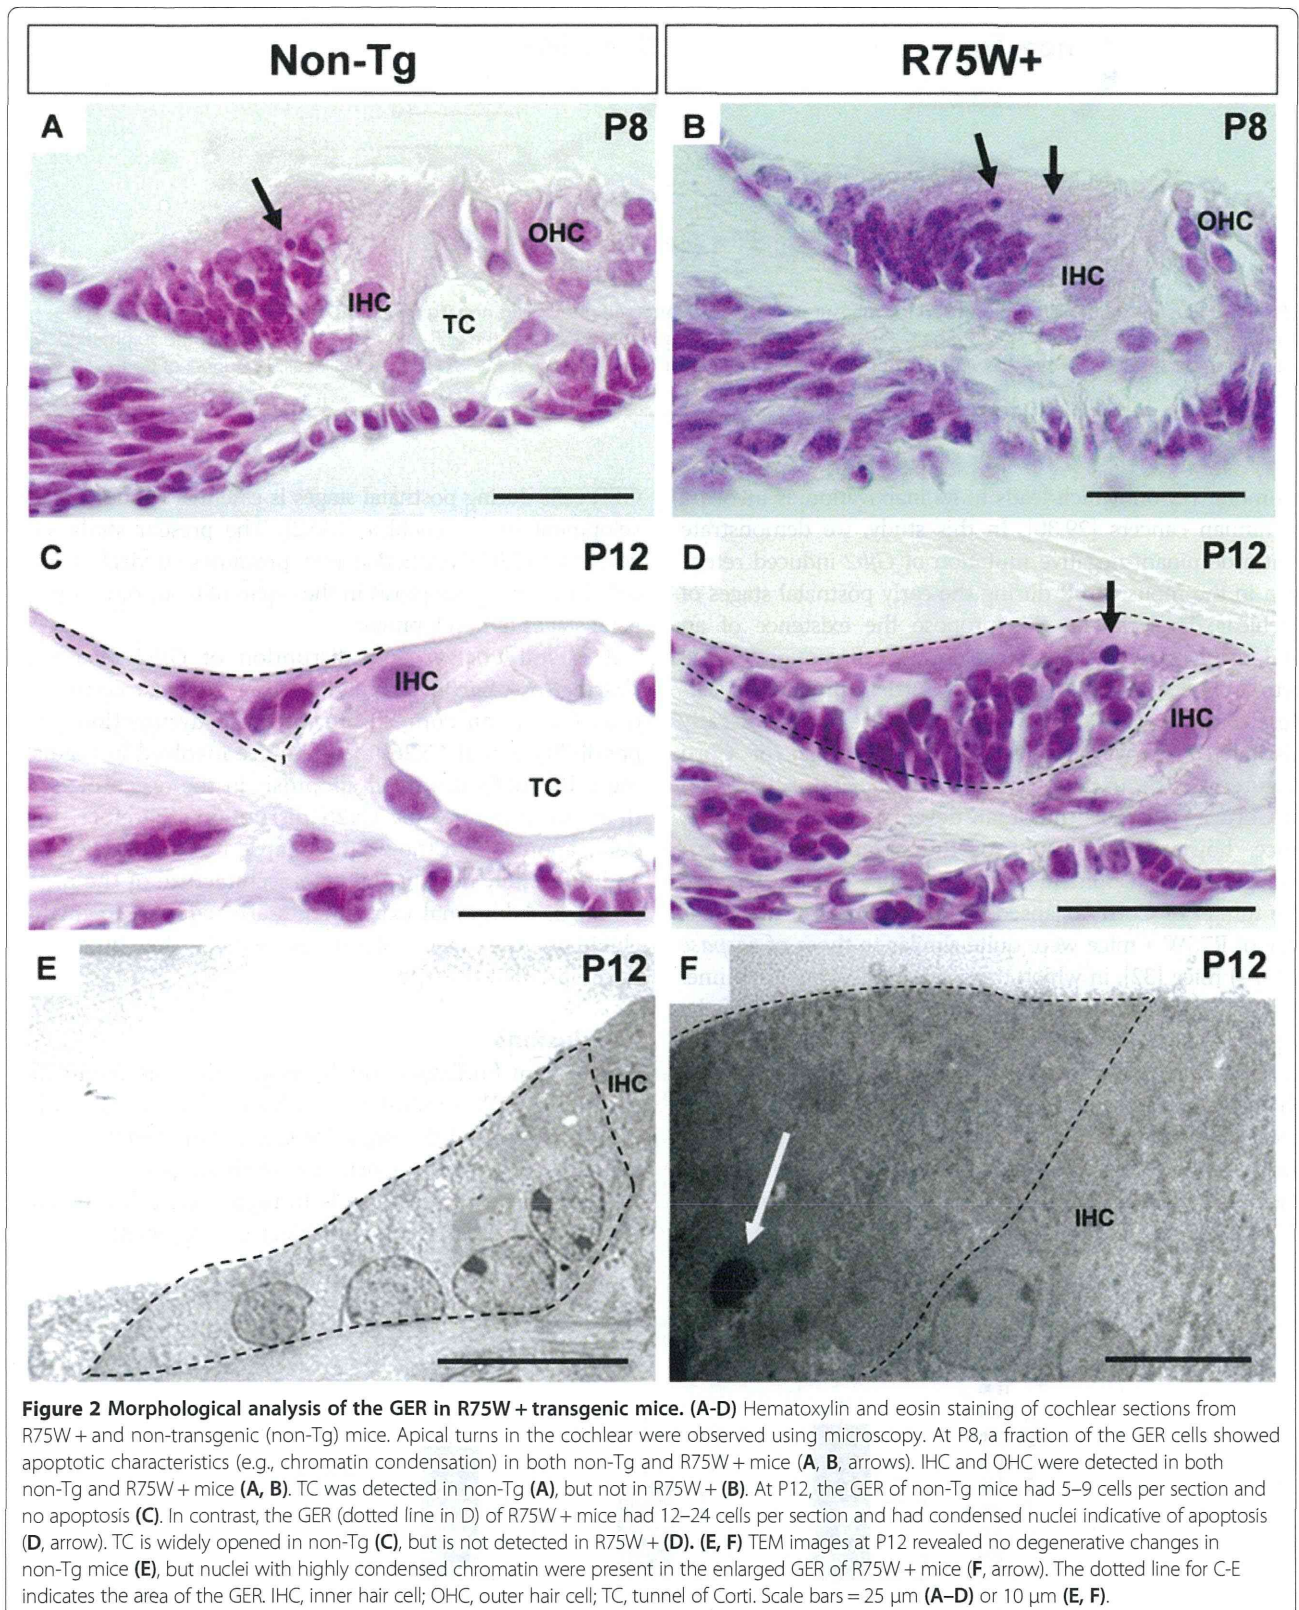 Non-Tg
R75W+
A
P8
IHC
TC
OHC
B
P8
IHC
OHC
C
P12
IHC
TC
D
P12
IHC
E
P12
IHC
F
P12
IHC
Figure 2 Morphological analysis of the GER in R75W + transgenic mice. (A-D) Hematoxylin and eosin staining of cochlear sections from
R75W + and non-transgenic (non-Tg) mice. Apical turns in the cochlear were observed using microscopy. At P8, a fraction of the GER cells showed
apoptotic characteristics (e.g., chromatin condensation) in both non-Tg and R75W + mice (A, B, arrows). IHC and OHC were detected in both
non-Tg and R75W + mice (A, B). TC was detected in non-Tg (A), but not in R75W + (B). At P12, the GER of non-Tg mice had 5–9 cells per section and
no apoptosis (C). In contrast, the GER (dotted line in D) of R75W + mice had 12–24 cells per section and had condensed nuclei indicative of apoptosis
(D, arrow). TC is widely opened in non-Tg (C), but is not detected in R75W + (D). (E, F) TEM images at P12 revealed no degenerative changes in
non-Tg mice (E), but nuclei with highly condensed chromatin were present in the enlarged GER of R75W + mice (F, arrow). The dotted line for C-E
indicates the area of the GER. IHC, inner hair cell; OHC, outer hair cell; TC, tunnel of Corti. Scale bars = 25 μm (A–D) or 10 μm (E, F).